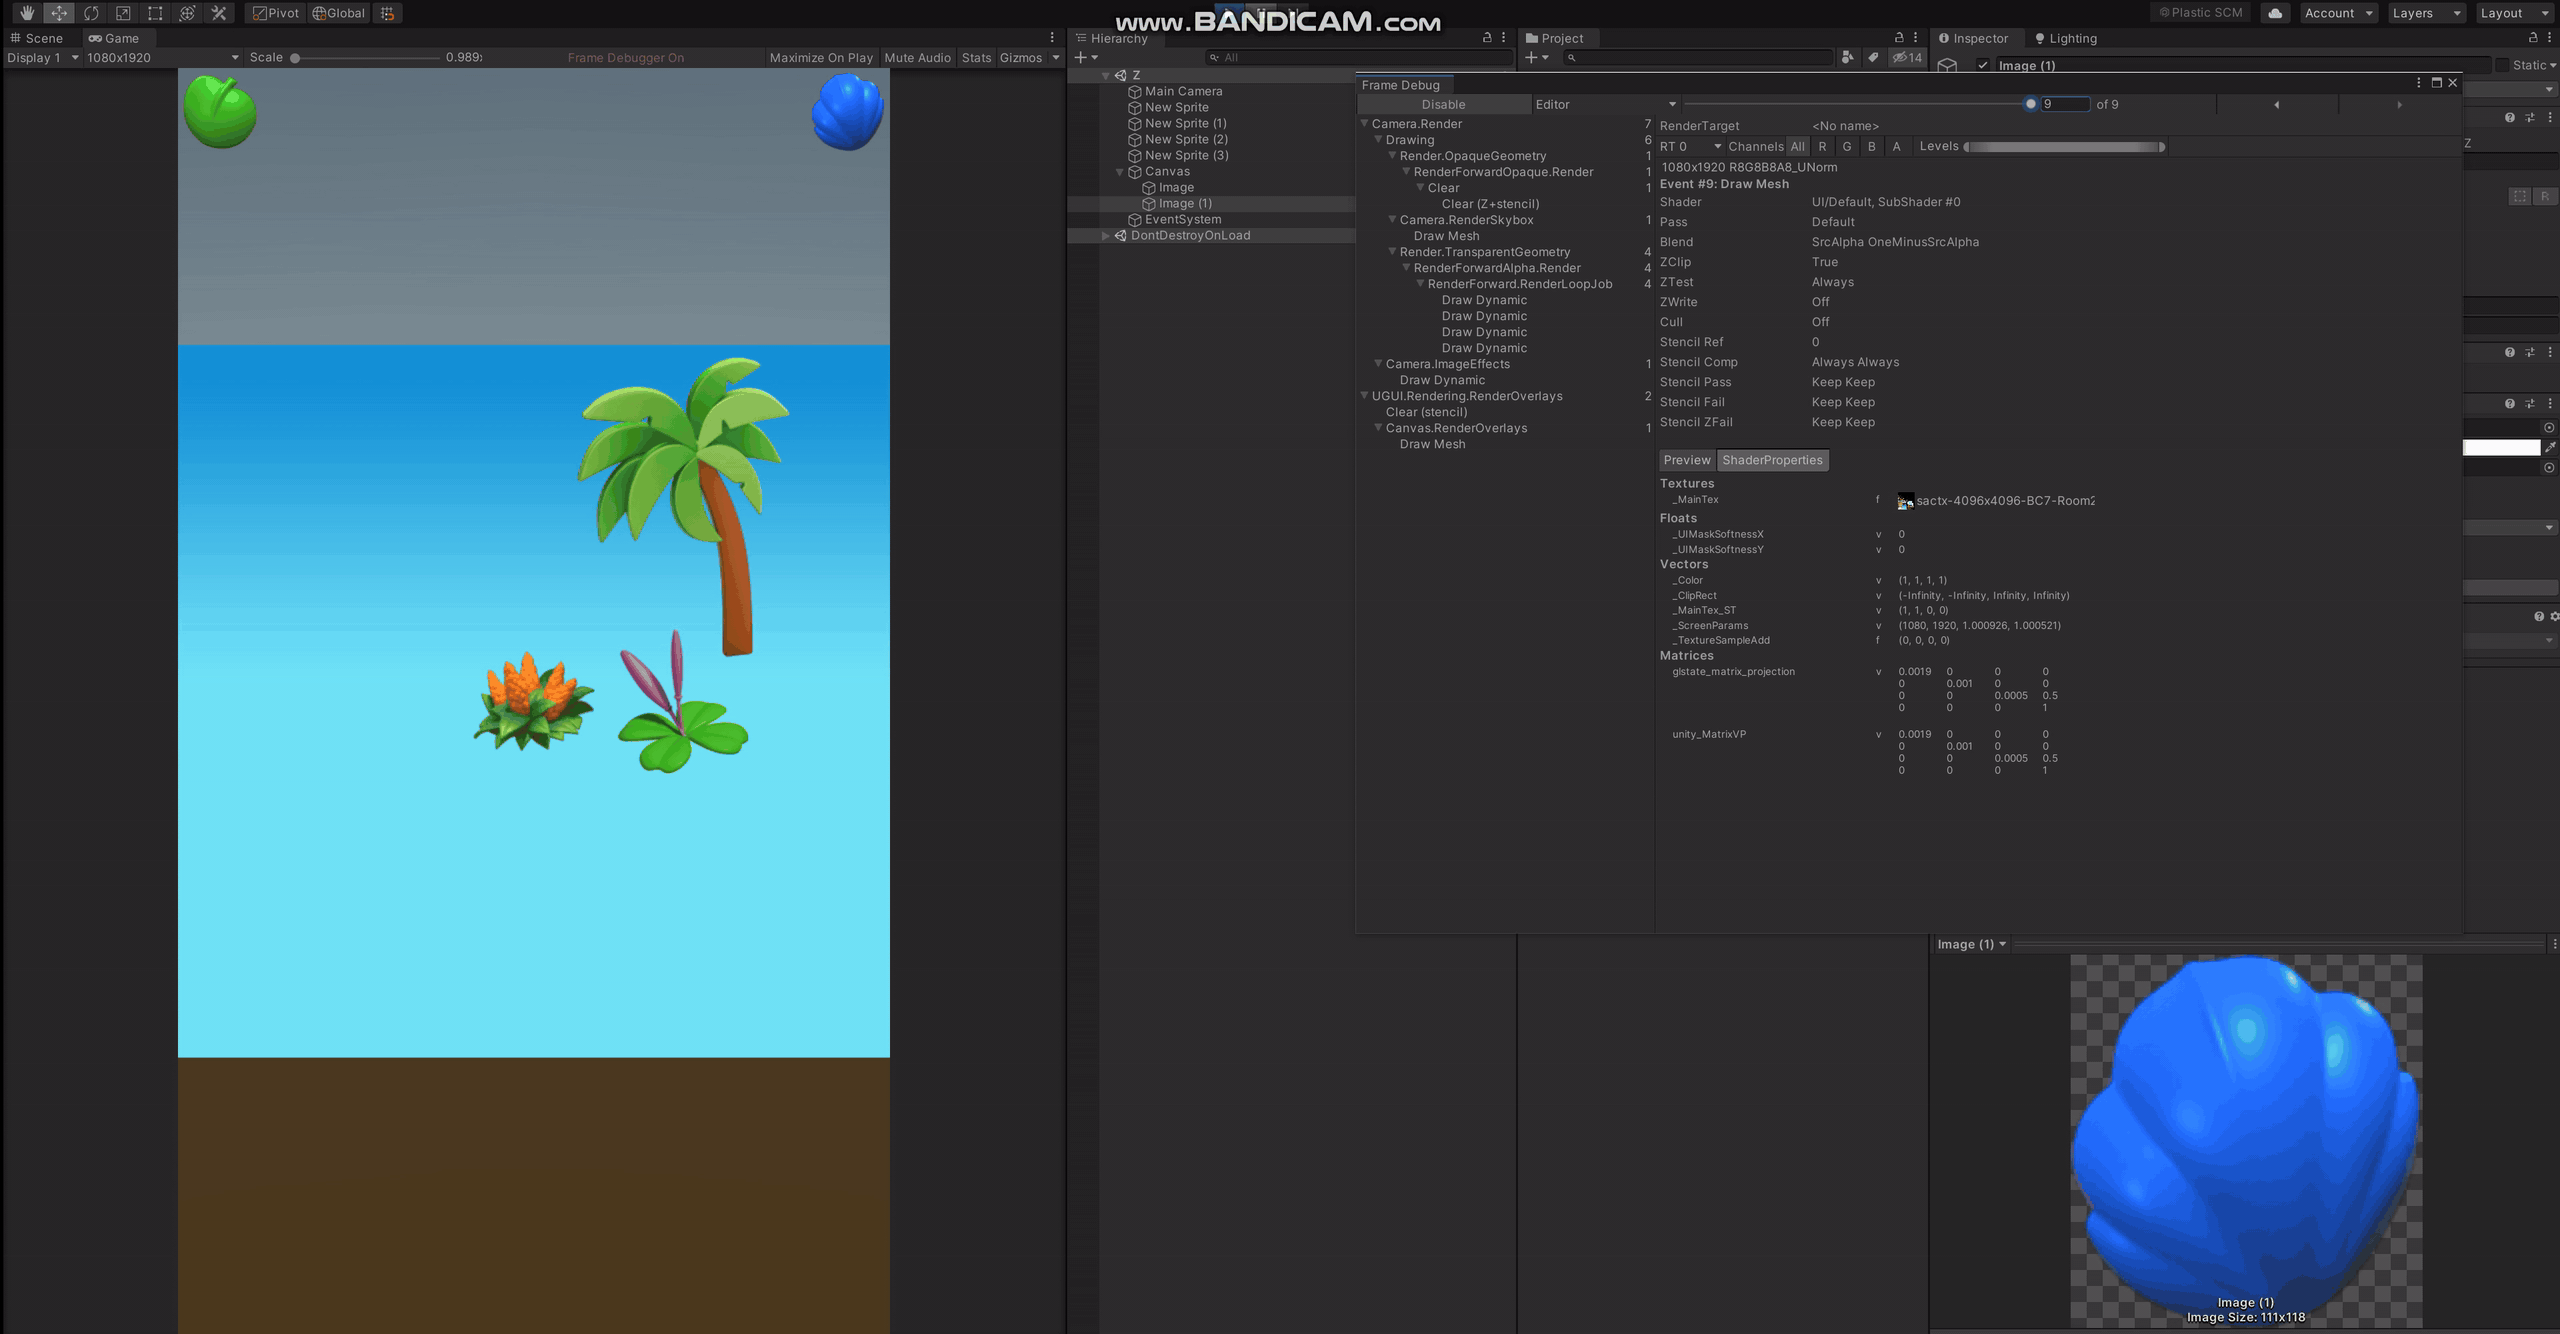 Pivot Global www.BANDICAM.com Plastic SCM Account Layers Layout
Scene Game Hierarchy Project Inspector Lighting
Display 1 1080x1920 Scale 0.989x Frame Debugger On Maximize On Play Mute Audio Stats Gizmos All 14
Image (1) Static
Z
Main Camera
New Sprite
New Sprite (1)
New Sprite (2)
New Sprite (3)
Canvas
Image
Image (1)
EventSystem
DontDestroyOnLoad
Frame Debug
Disable Editor 9 of 9
Camera.Render 7
Drawing 6
Render.OpaqueGeometry 1
RenderForwardOpaque.Render 1
Clear 1
Clear (Z+stencil)
Camera.RenderSkybox 1
Draw Mesh
Render.TransparentGeometry 4
RenderForwardAlpha.Render 4
RenderForward.RenderLoopJob 4
Draw Dynamic
Draw Dynamic
Draw Dynamic
Draw Dynamic
Camera.ImageEffects 1
Draw Dynamic
UGUI.Rendering.RenderOverlays 2
Clear (stencil)
Canvas.RenderOverlays 1
Draw Mesh
RenderTarget <No name>
RT 0 Channels All R G B A Levels
1080x1920 R8G8B8A8_UNorm
Event #9: Draw Mesh
Shader UI/Default, SubShader #0
Pass Default
Blend SrcAlpha OneMinusSrcAlpha
ZClip True
ZTest Always
ZWrite Off
Cull Off
Stencil Ref 0
Stencil Comp Always Always
Stencil Pass Keep Keep
Stencil Fail Keep Keep
Stencil ZFail Keep Keep
Preview ShaderProperties
Textures
_MainTex f sactx-4096x4096-BC7-Room2
Floats
_UIMaskSoftnessX v 0
_UIMaskSoftnessY v 0
Vectors
_Color v (1, 1, 1, 1)
_ClipRect v (-Infinity, -Infinity, Infinity, Infinity)
_MainTex_ST v (1, 1, 0, 0)
_ScreenParams v (1080, 1920, 1.000926, 1.000521)
_TextureSampleAdd f (0, 0, 0, 0)
Matrices
glstate_matrix_projection v 0.0019 0 0 0
0 0.001 0 0
0 0 0.0005 0.5
0 0 0 1
unity_MatrixVP v 0.0019 0 0 0
0 0.001 0 0
0 0 0.0005 0.5
0 0 0 1
Z
R
Image (1)
Image (1)
Image Size: 111x118